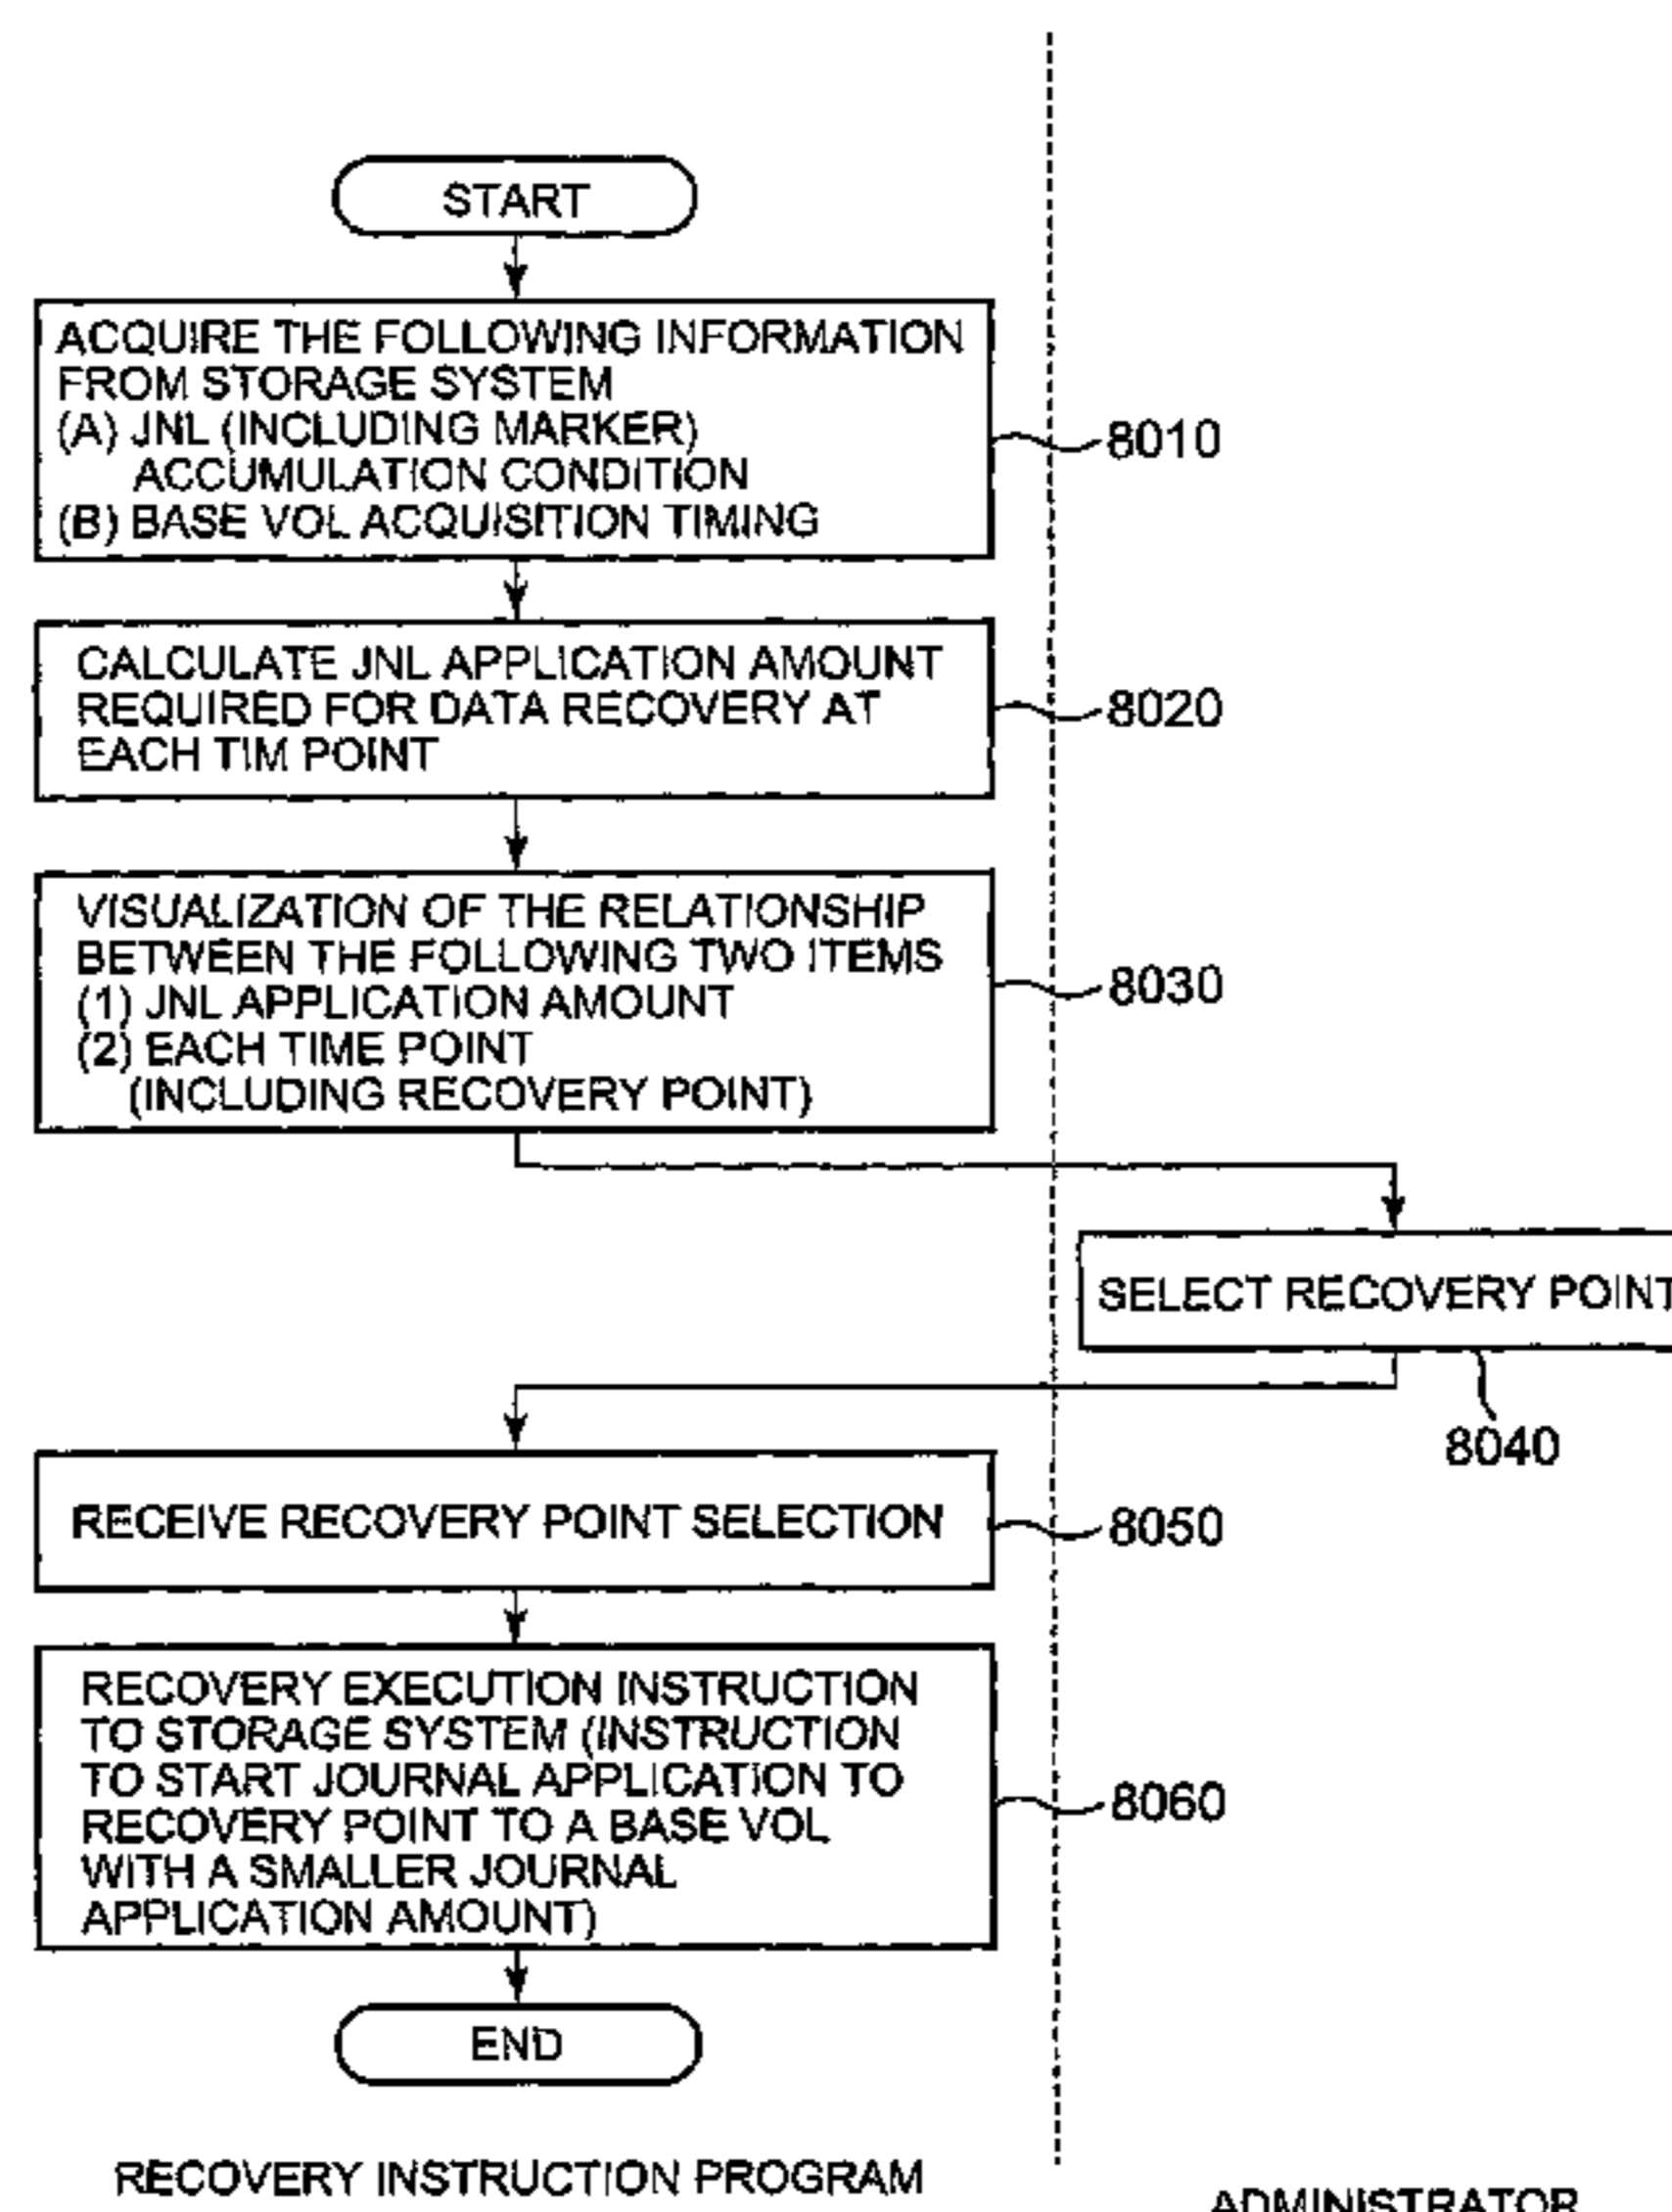 START
ACQUIRE THE FOLLOWING INFORMATION
FROM STORAGE SYSTEM
(A) JNL (INCLUDING MARKER)
ACCUMULATION CONDITION
(B) BASE VOL ACQUISITION TIMING
8010
CALCULATE JNL APPLICATION AMOUNT
REQUIRED FOR DATA RECOVERY AT
EACH TIM POINT
8020
VISUALIZATION OF THE RELATIONSHIP
BETWEEN THE FOLLOWING TWO ITEMS
(1) JNL APPLICATION AMOUNT
(2) EACH TIME POINT
(INCLUDING RECOVERY POINT)
8030
SELECT RECOVERY POINT
8040
RECEIVE RECOVERY POINT SELECTION
8050
RECOVERY EXECUTION INSTRUCTION
TO STORAGE SYSTEM (INSTRUCTION
TO START JOURNAL APPLICATION TO
RECOVERY POINT TO A BASE VOL
WITH A SMALLER JOURNAL
APPLICATION AMOUNT)
8060
END
RECOVERY INSTRUCTION PROGRAM
ADMINISTRATOR